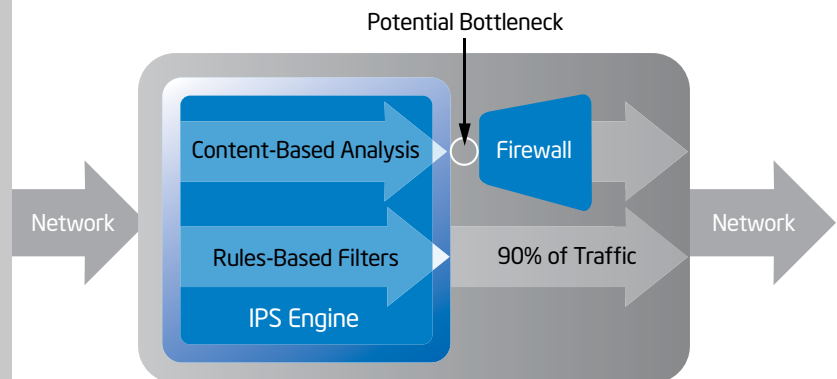 Potential Bottleneck
Content-Based Analysis
Firewall
Network
Network
Rules-Based Filters
90% of Traffic
IPS Engine